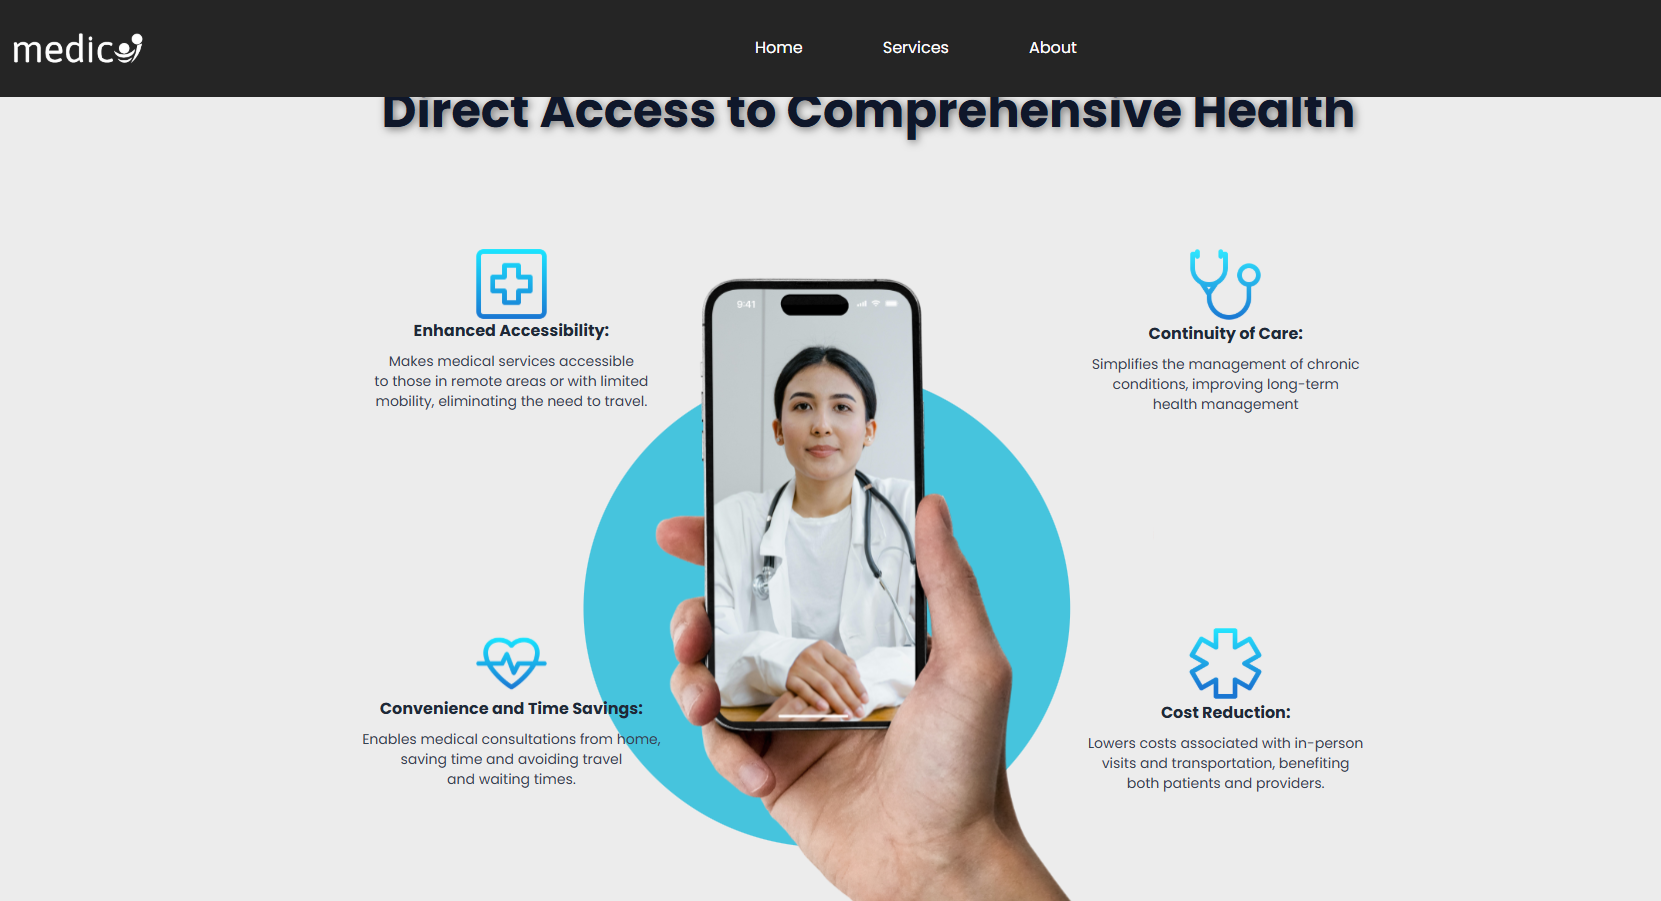 medico
Home
Services
About
Direct Access to Comprehensive Health
9:41
Enhanced Accessibility:
Makes medical services accessible
to those in remote areas or with limited
mobility, eliminating the need to travel.
Continuity of Care:
Simplifies the management of chronic
conditions, improving long-term
health management
Convenience and Time Savings:
Enables medical consultations from home,
saving time and avoiding travel
and waiting times.
Cost Reduction:
Lowers costs associated with in-person
visits and transportation, benefiting
both patients and providers.